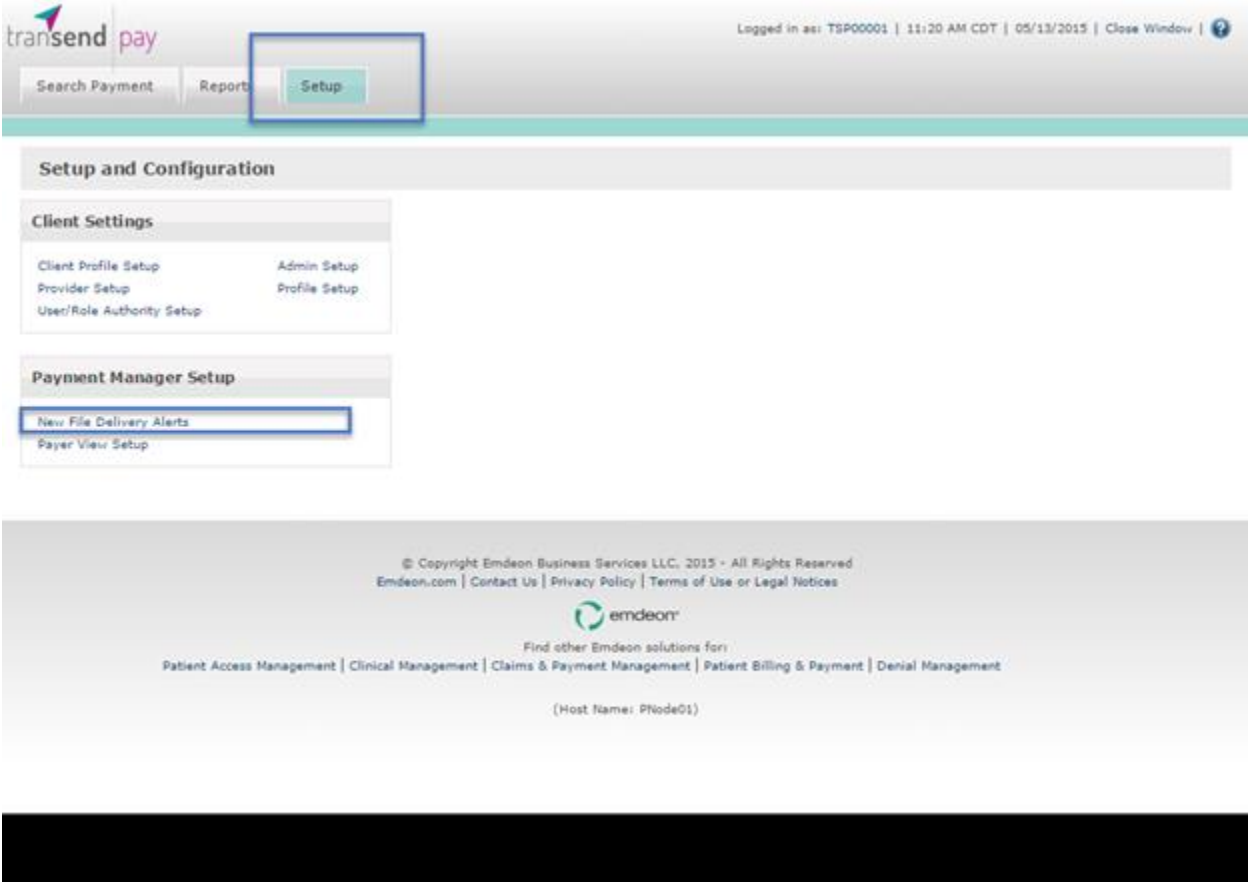 transend pay
Logged in as: TSP00001 | 11:20 AM CDT | 05/13/2015 | Close Window | ?
Search Payment Report Setup
Setup and Configuration
Client Settings
Client Profile Setup Admin Setup
Provider Setup Profile Setup
User/Role Authority Setup
Payment Manager Setup
New File Delivery Alerts
Payer View Setup
© Copyright Emdeon Business Services LLC, 2015 - All Rights Reserved
Emdeon.com | Contact Us | Privacy Policy | Terms of Use or Legal Notices
emdeon
Find other Emdeon solutions for:
Patient Access Management | Clinical Management | Claims & Payment Management | Patient Billing & Payment | Denial Management
(Host Name: PNode01)